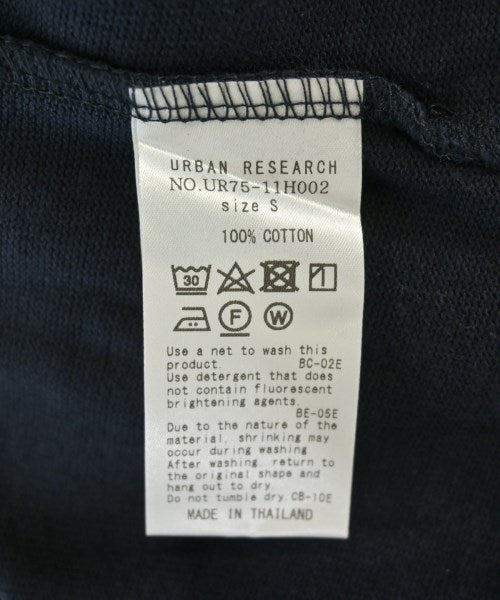 URBAN RESEARCH
NO.UR75-11H002
size S
100% COTTON
30
F W
Use a net to wash this
product. BC-02E
Use detergent that does
not contain fluorescent
brightening agents.
BE-05E
Due to the nature of the
material, shrinking may
occur during washing
After washing, return to
the original shape and
hang out to dry.
Do not tumble dry. CB-10E
MADE IN THAILAND